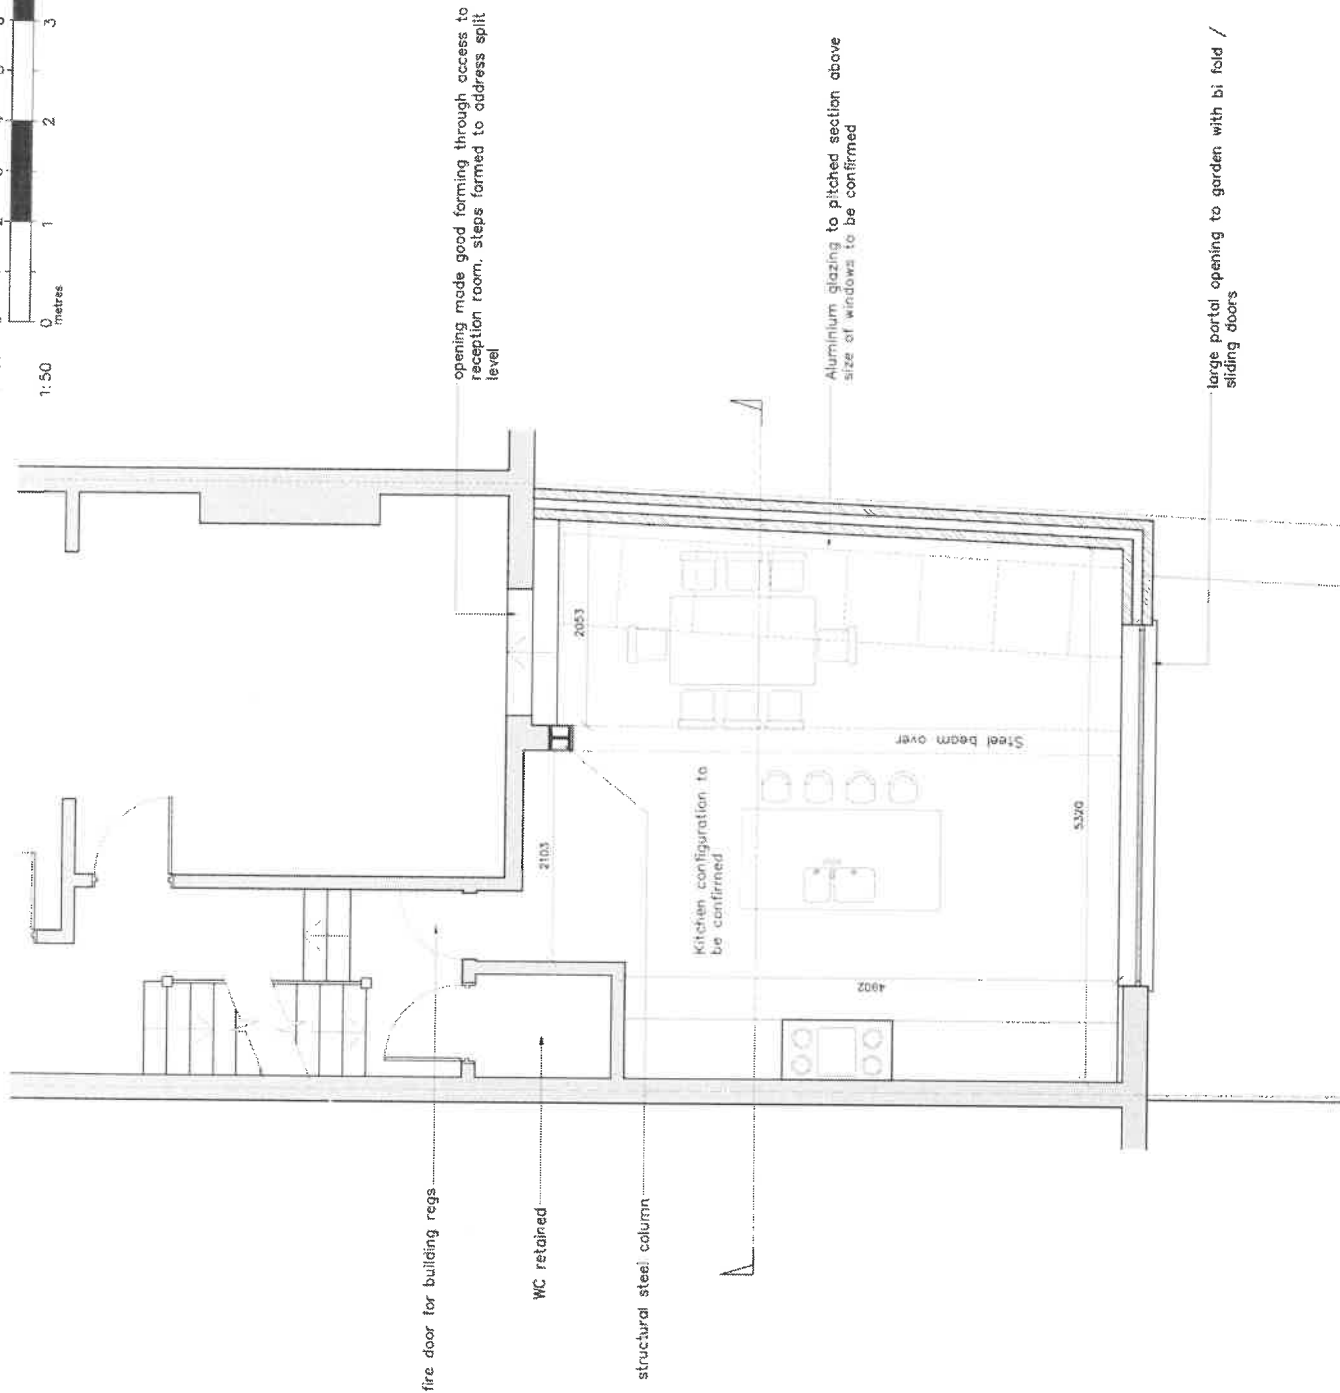 1:50
0
1
2
3
metres
opening made good forming through access to
reception room, steps formed to address split
level
Aluminium glazing to pitched section above
size of windows to be confirmed
large portal opening to garden with bi fold /
sliding doors
2053
Steel beam over
Kitchen configuration to
be confirmed
2103
5320
4902
fire door for building regs
WC retained
structural steel column